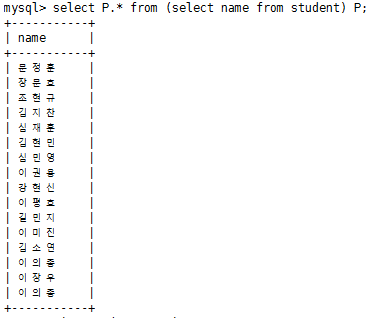 mysql> select P.* from (select name from student) P;
+-----------+
| name      |
+-----------+
| 문정훈    |
| 장문호    |
| 조현규    |
| 김지찬    |
| 심재훈    |
| 김현민    |
| 심민영    |
| 이권용    |
| 강현신    |
| 이평호    |
| 길민지    |
| 이미진    |
| 김소연    |
| 이의종    |
| 이장우    |
| 이의종    |
+-----------+